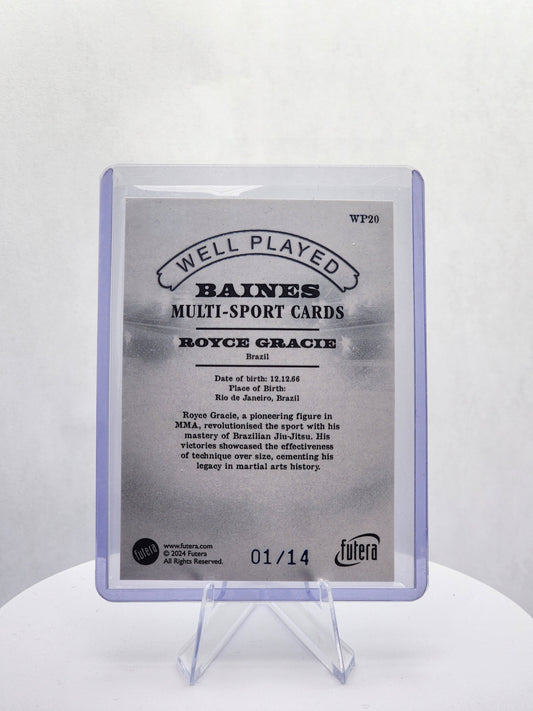 WP20
WELL PLAYED
BAINES
MULTI-SPORT CARDS
ROYCE GRACIE
Brazil
Date of birth: 12.12.66
Place of Birth:
Rio de Janeiro, Brazil
Royce Gracie, a pioneering figure in
MMA, revolutionised the sport with his
mastery of Brazilian Jiu-Jitsu. His
victories showcased the effectiveness
of technique over size, cementing his
legacy in martial arts history.
futera
www.futera.com
© 2024 Futera
All Rights Reserved.
01/14
futera